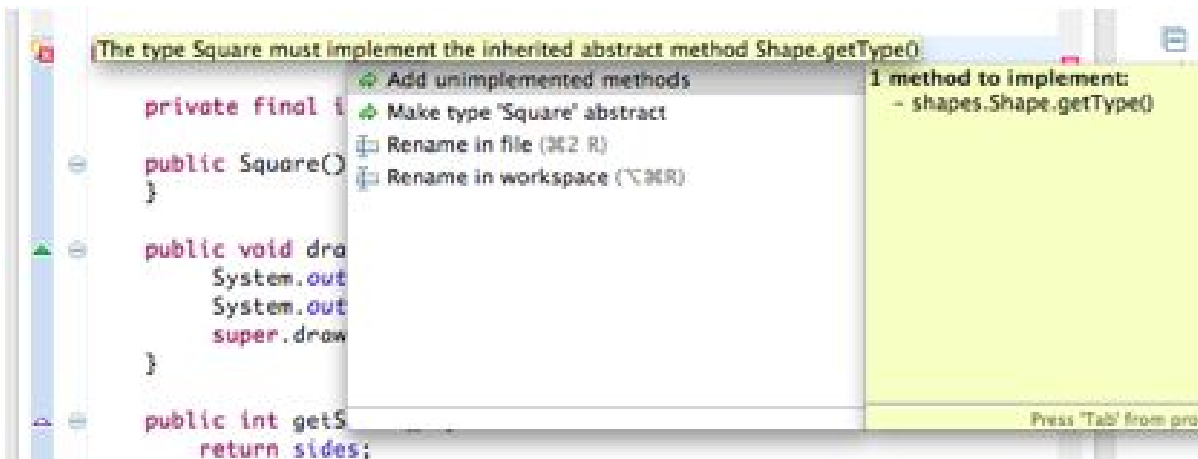 The type Square must implement the inherited abstract method Shape.getType()
Add unimplemented methods
Make type "Square" abstract
Rename in file (⌘2 R)
Rename in workspace (⌥⌘R)
1 method to implement:
- shapes.Shape.getType()
Press 'Tab' from pro
private final i
public Square()
}
public void dra
System.out
System.out
super.draw
}
public int getS
return sides;